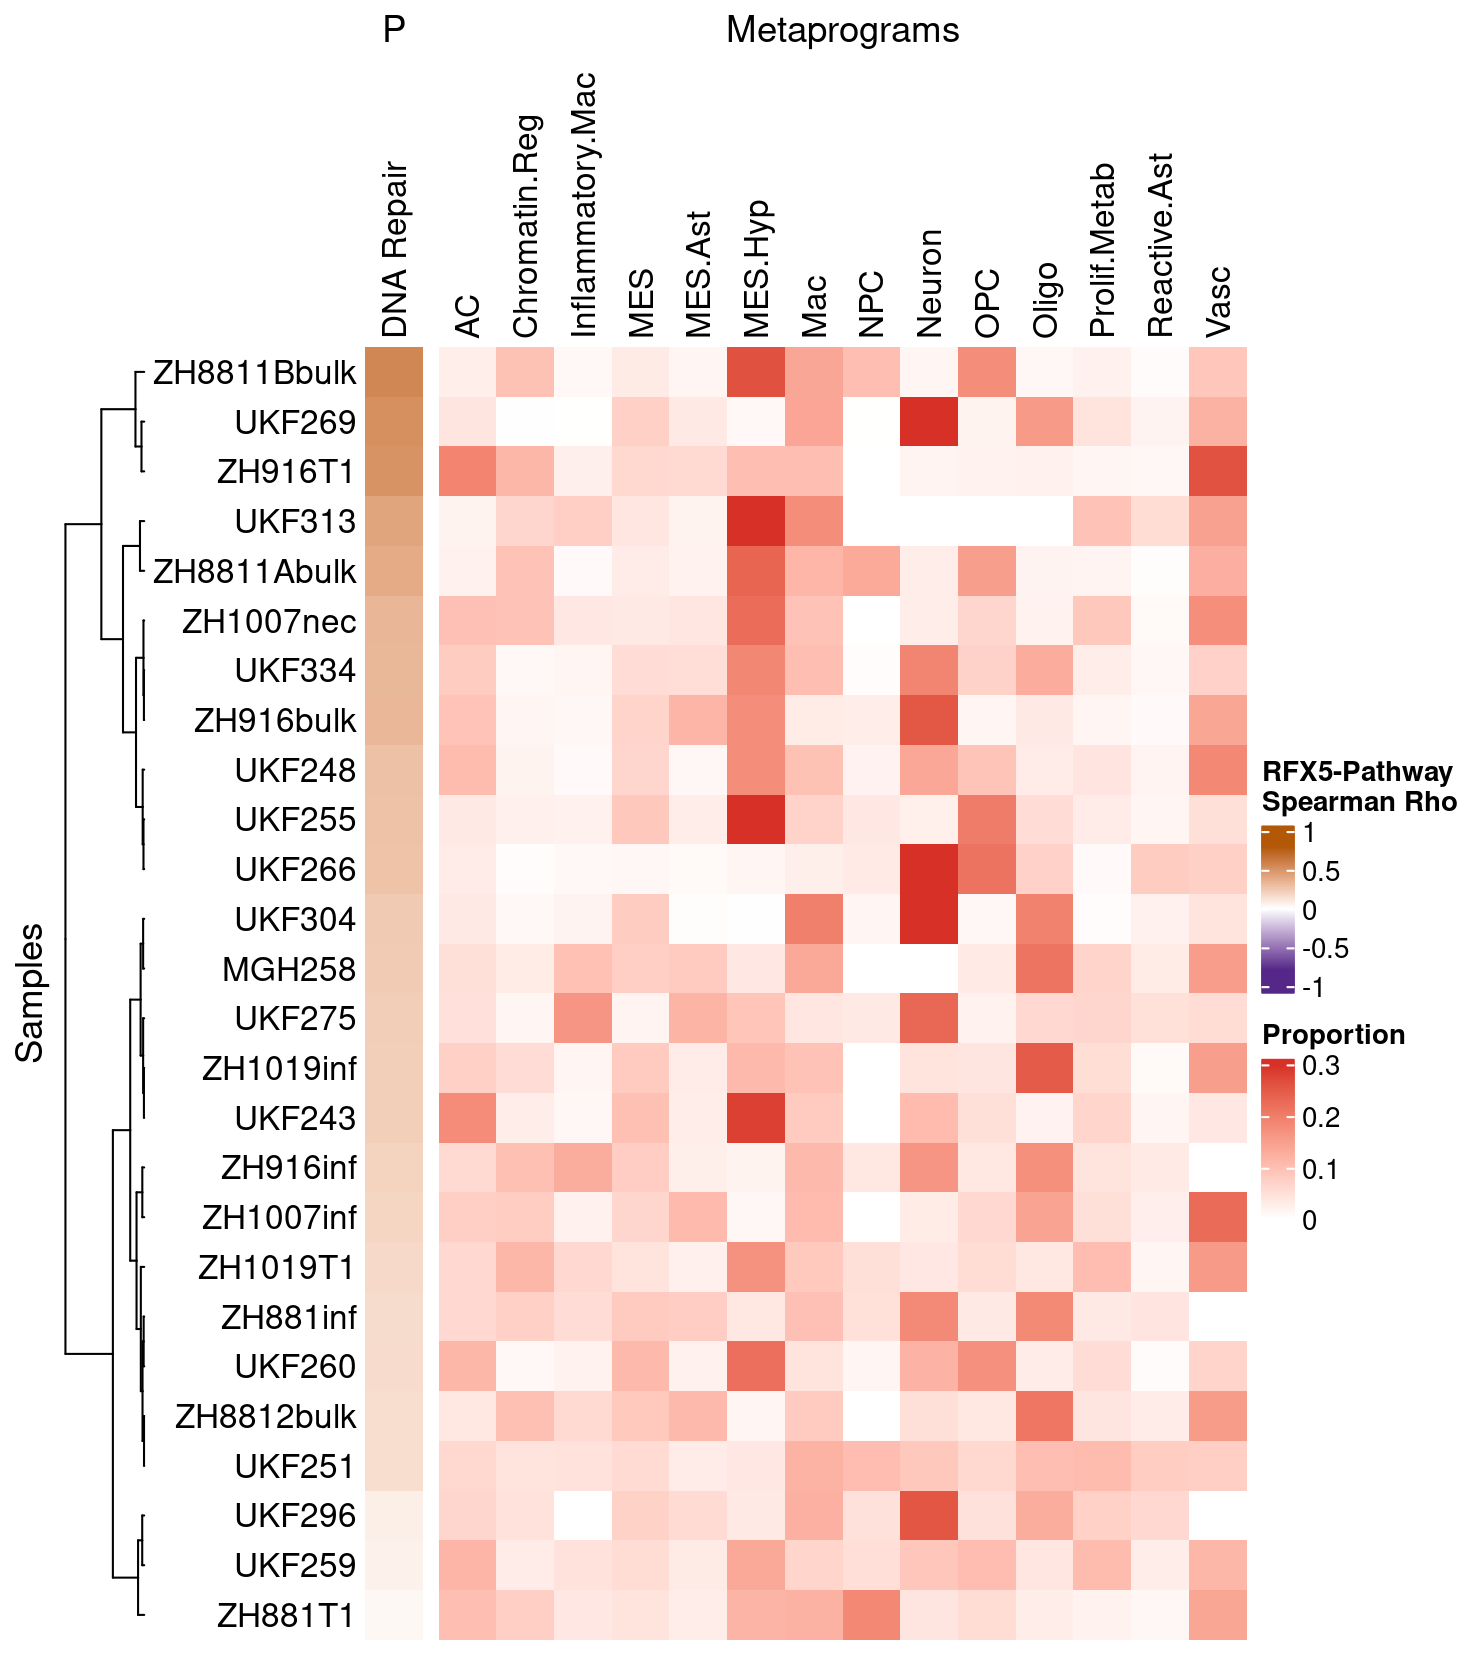 P
Metaprograms
DNA Repair
AC
Chromatin.Reg
Inflammatory.Mac
MES
MES.Ast
MES.Hyp
Mac
NPC
Neuron
OPC
Oligo
Prolif.Metab
Reactive.Ast
Vasc
Samples
ZH8811Bbulk
UKF269
ZH916T1
UKF313
ZH8811Abulk
ZH1007nec
UKF334
ZH916bulk
UKF248
UKF255
UKF266
UKF304
MGH258
UKF275
ZH1019inf
UKF243
ZH916inf
ZH1007inf
ZH1019T1
ZH881inf
UKF260
ZH8812bulk
UKF251
UKF296
UKF259
ZH881T1
RFX5-Pathway
Spearman Rho
1
0.5
0
-0.5
-1
Proportion
0.3
0.2
0.1
0